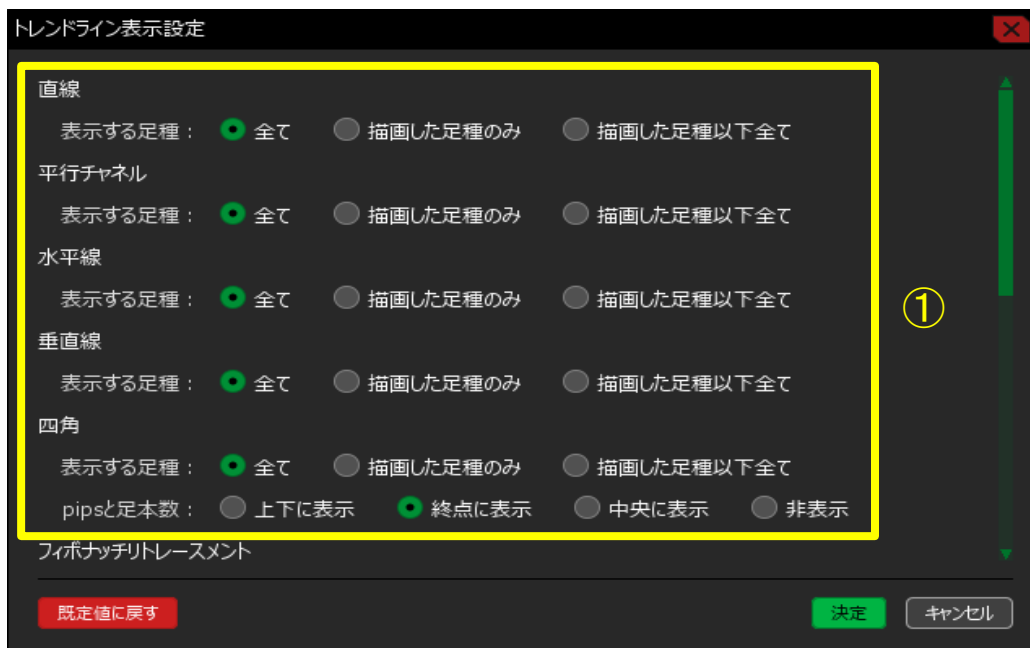 トレンドライン表示設定
直線
表示する足種： 全て 描画した足種のみ 描画した足種以下全て
平行チャネル
表示する足種： 全て 描画した足種のみ 描画した足種以下全て
水平線
表示する足種： 全て 描画した足種のみ 描画した足種以下全て
①
垂直線
表示する足種： 全て 描画した足種のみ 描画した足種以下全て
四角
表示する足種： 全て 描画した足種のみ 描画した足種以下全て
pipsと足本数： 上下に表示 終点に表示 中央に表示 非表示
フィボナッチリトレースメント
既定値に戻す 決定 キャンセル